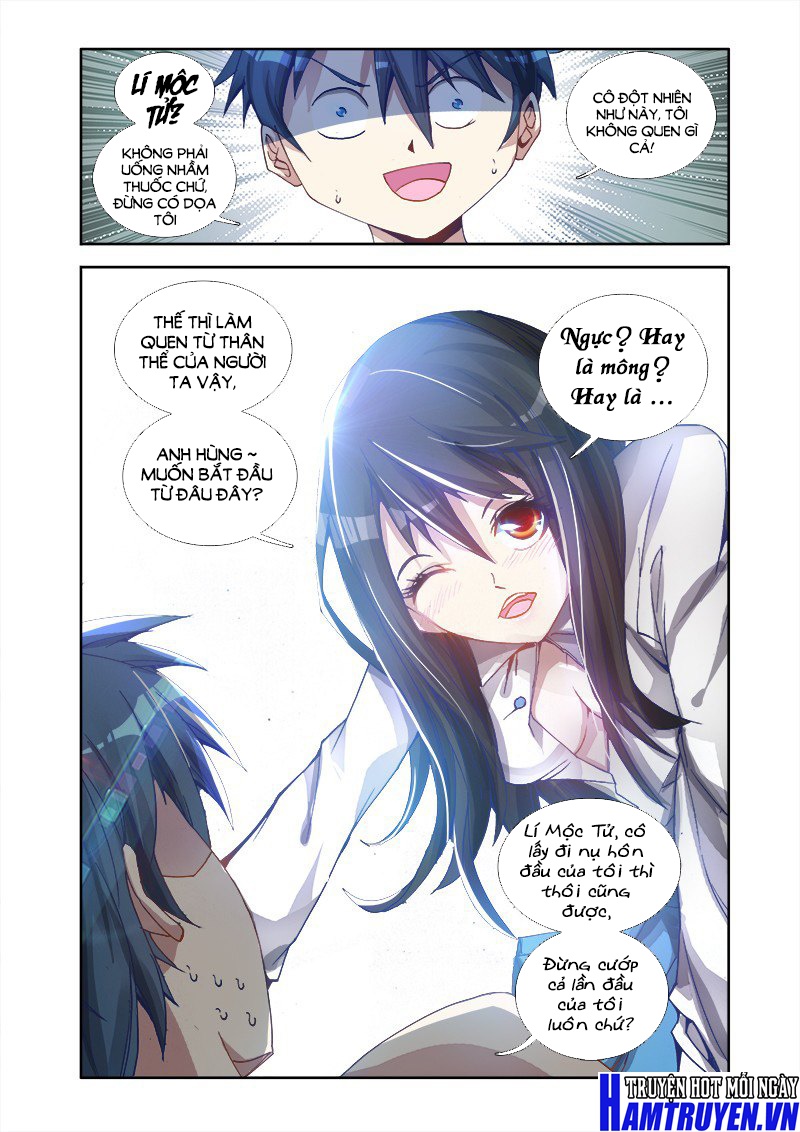 LÍ MỘC
TỬ?
KHÔNG PHẢI
UỐNG NHẦM
THUỐC CHỨ,
ĐỪNG CÓ DỌA
TÔI
CÔ ĐỘT NHIÊN
NHƯ NÀY, TÔI
KHÔNG QUEN GÌ
CẢ!
THẾ THÌ LÀM
QUEN TỪ THÂN
THỂ CỦA NGƯỜI
TA VẬY,
ANH HÙNG ~
MUỐN BẮT ĐẦU
TỪ ĐÂU ĐÂY?
Ngực? Hay
là mông?
Hay là ...
Lí Mộc Tử, cô
lấy đi nụ hôn
đầu của tôi thì
thôi cũng
được,
Đừng cướp
cả lần đầu
của tôi
luôn chứ?
TRUYỆN HOT MỖI NGÀY
HAMTRUYEN.VN